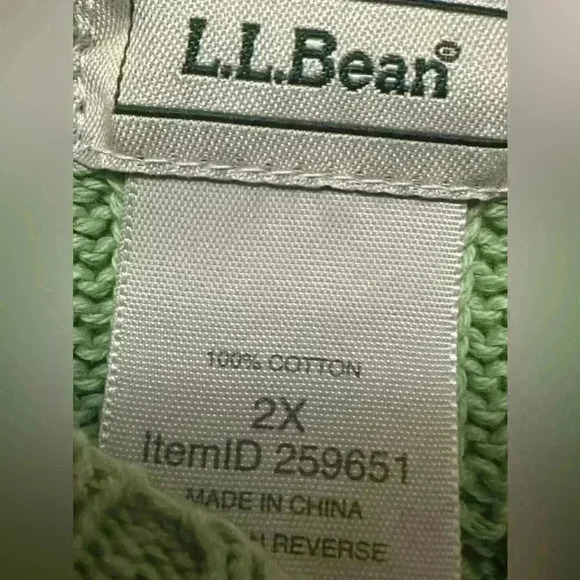 L.L.Bean®
100% COTTON
2X
ItemID 259651
MADE IN CHINA
REVERSE